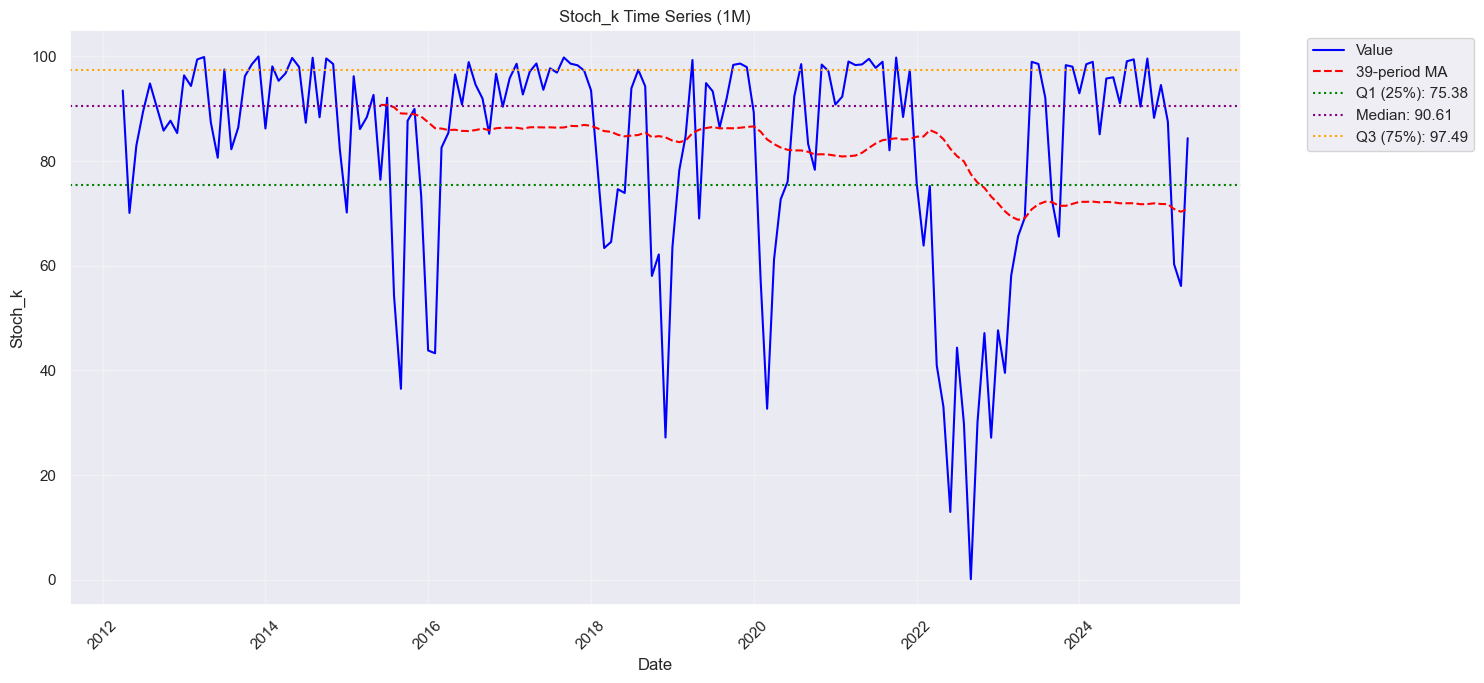 Stoch_k Time Series (1M)
Value
39-period MA
Q1 (25%): 75.38
Median: 90.61
Q3 (75%): 97.49
Stoch_k
100
80
60
40
20
0
2012
2014
2016
2018
2020
2022
2024
Date